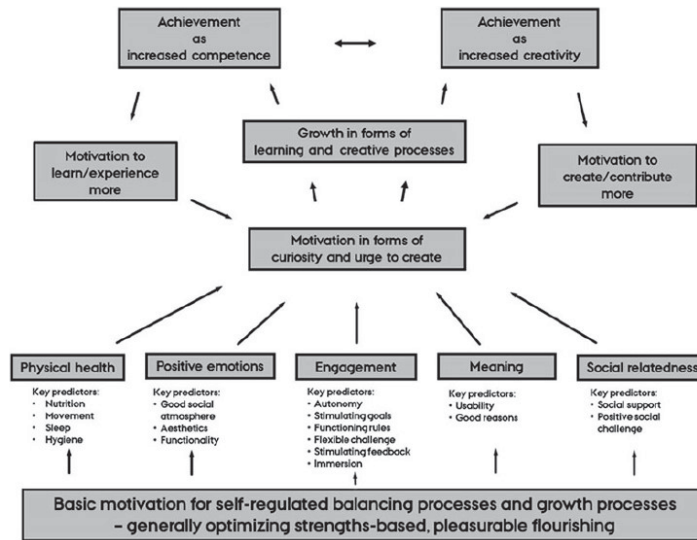 Achievement
as
increased competence
Achievement
as
increased creativity
Growth in forms of
learning and creative processes
Motivation to
learn/experience
more
Motivation to
create/contribute
more
Motivation in forms of
curiosity and urge to create
Physical health
Key predictors:
• Nutrition
• Movement
• Sleep
• Hygiene
Positive emotions
Key predictors:
• Good social
atmosphere
• Aesthetics
• Functionality
Engagement
Key predictors:
• Autonomy
• Stimulating goals
• Functioning rules
• Flexible challenge
• Stimulating feedback
• Immersion
Meaning
Key predictors:
• Usability
• Good reasons
Social relatedness
Key predictors:
• Social support
• Positive social
challenge
Basic motivation for self-regulated balancing processes and growth processes
– generally optimizing strengths-based, pleasurable flourishing